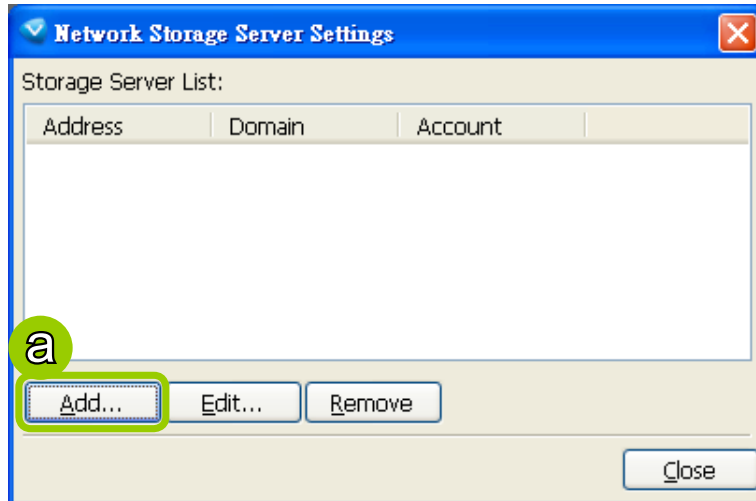 Network Storage Server Settings
Storage Server List:
Address Domain Account
a
Add... Edit... Remove
Close